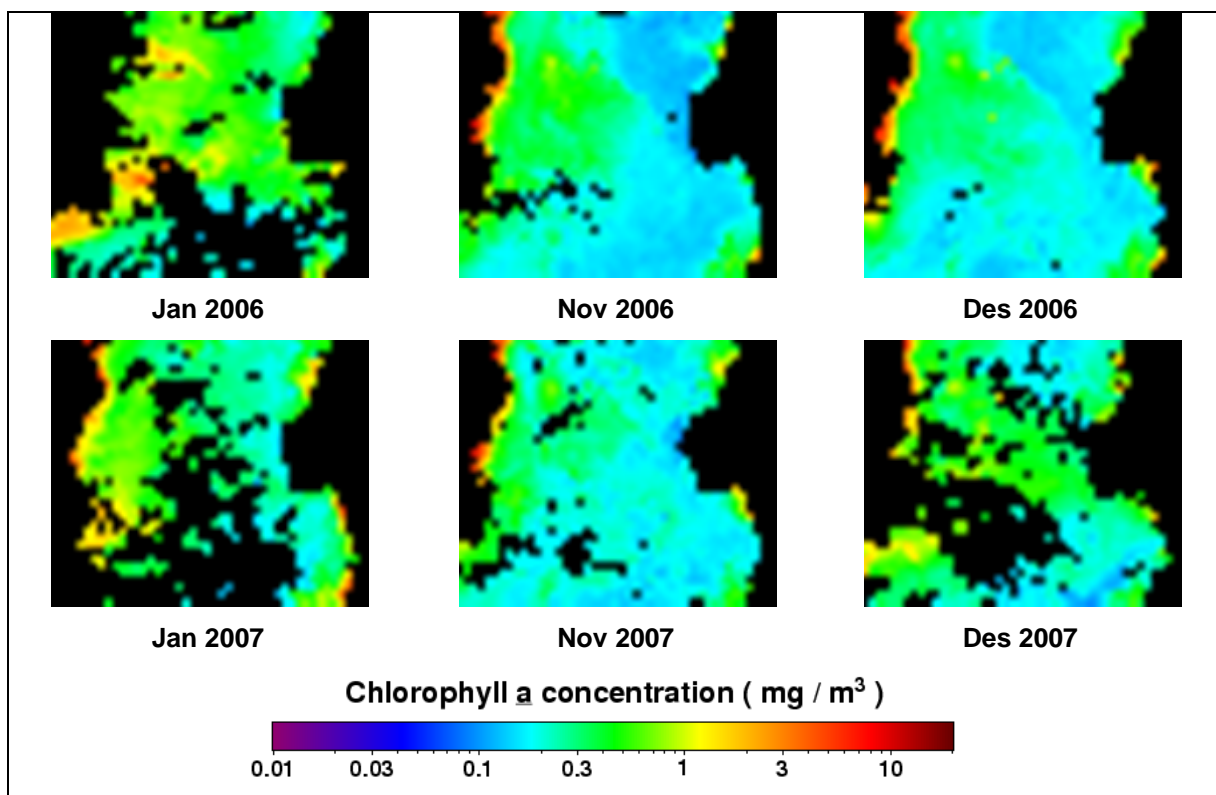 Jan 2006 Nov 2006 Des 2006
Jan 2007 Nov 2007 Des 2007
Chlorophyll a concentration ( mg / m³ )
0.01 0.03 0.1 0.3 1 3 10